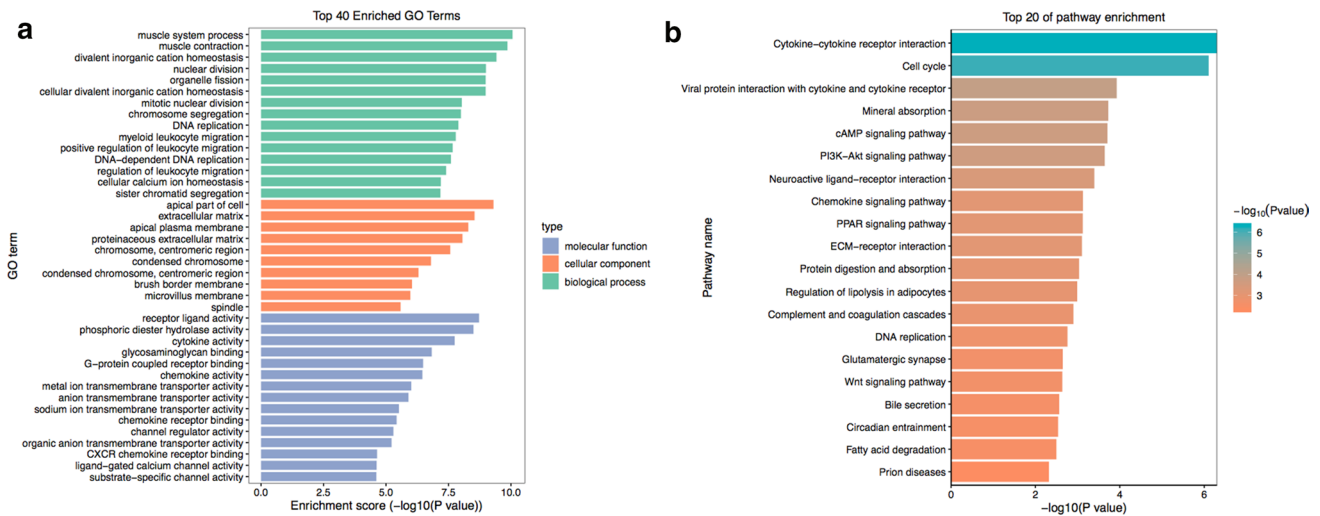 a
Top 40 Enriched GO Terms
GO term
muscle system process
muscle contraction
divalent inorganic cation homeostasis
nuclear division
organelle fission
cellular divalent inorganic cation homeostasis
mitotic nuclear division
chromosome segregation
DNA replication
myeloid leukocyte migration
positive regulation of leukocyte migration
DNA−dependent DNA replication
regulation of leukocyte migration
cellular calcium ion homeostasis
sister chromatid segregation
apical part of cell
extracellular matrix
apical plasma membrane
proteinaceous extracellular matrix
chromosome, centromeric region
condensed chromosome
condensed chromosome, centromeric region
brush border membrane
microvillus membrane
spindle
receptor ligand activity
phosphoric diester hydrolase activity
cytokine activity
glycosaminoglycan binding
G−protein coupled receptor binding
chemokine activity
metal ion transmembrane transporter activity
anion transmembrane transporter activity
sodium ion transmembrane transporter activity
chemokine receptor binding
channel regulator activity
organic anion transmembrane transporter activity
CXCR chemokine receptor binding
ligand−gated calcium channel activity
substrate−specific channel activity
0.0 2.5 5.0 7.5 10.0
Enrichment score (−log10(P value))
type
molecular function
cellular component
biological process
b
Top 20 of pathway enrichment
Pathway name
Cytokine−cytokine receptor interaction
Cell cycle
Viral protein interaction with cytokine and cytokine receptor
Mineral absorption
cAMP signaling pathway
PI3K−Akt signaling pathway
Neuroactive ligand−receptor interaction
Chemokine signaling pathway
PPAR signaling pathway
ECM−receptor interaction
Protein digestion and absorption
Regulation of lipolysis in adipocytes
Complement and coagulation cascades
DNA replication
Glutamatergic synapse
Wnt signaling pathway
Bile secretion
Circadian entrainment
Fatty acid degradation
Prion diseases
0 2 4 6
−log10(P value)
−log10(Pvalue)
6
5
4
3